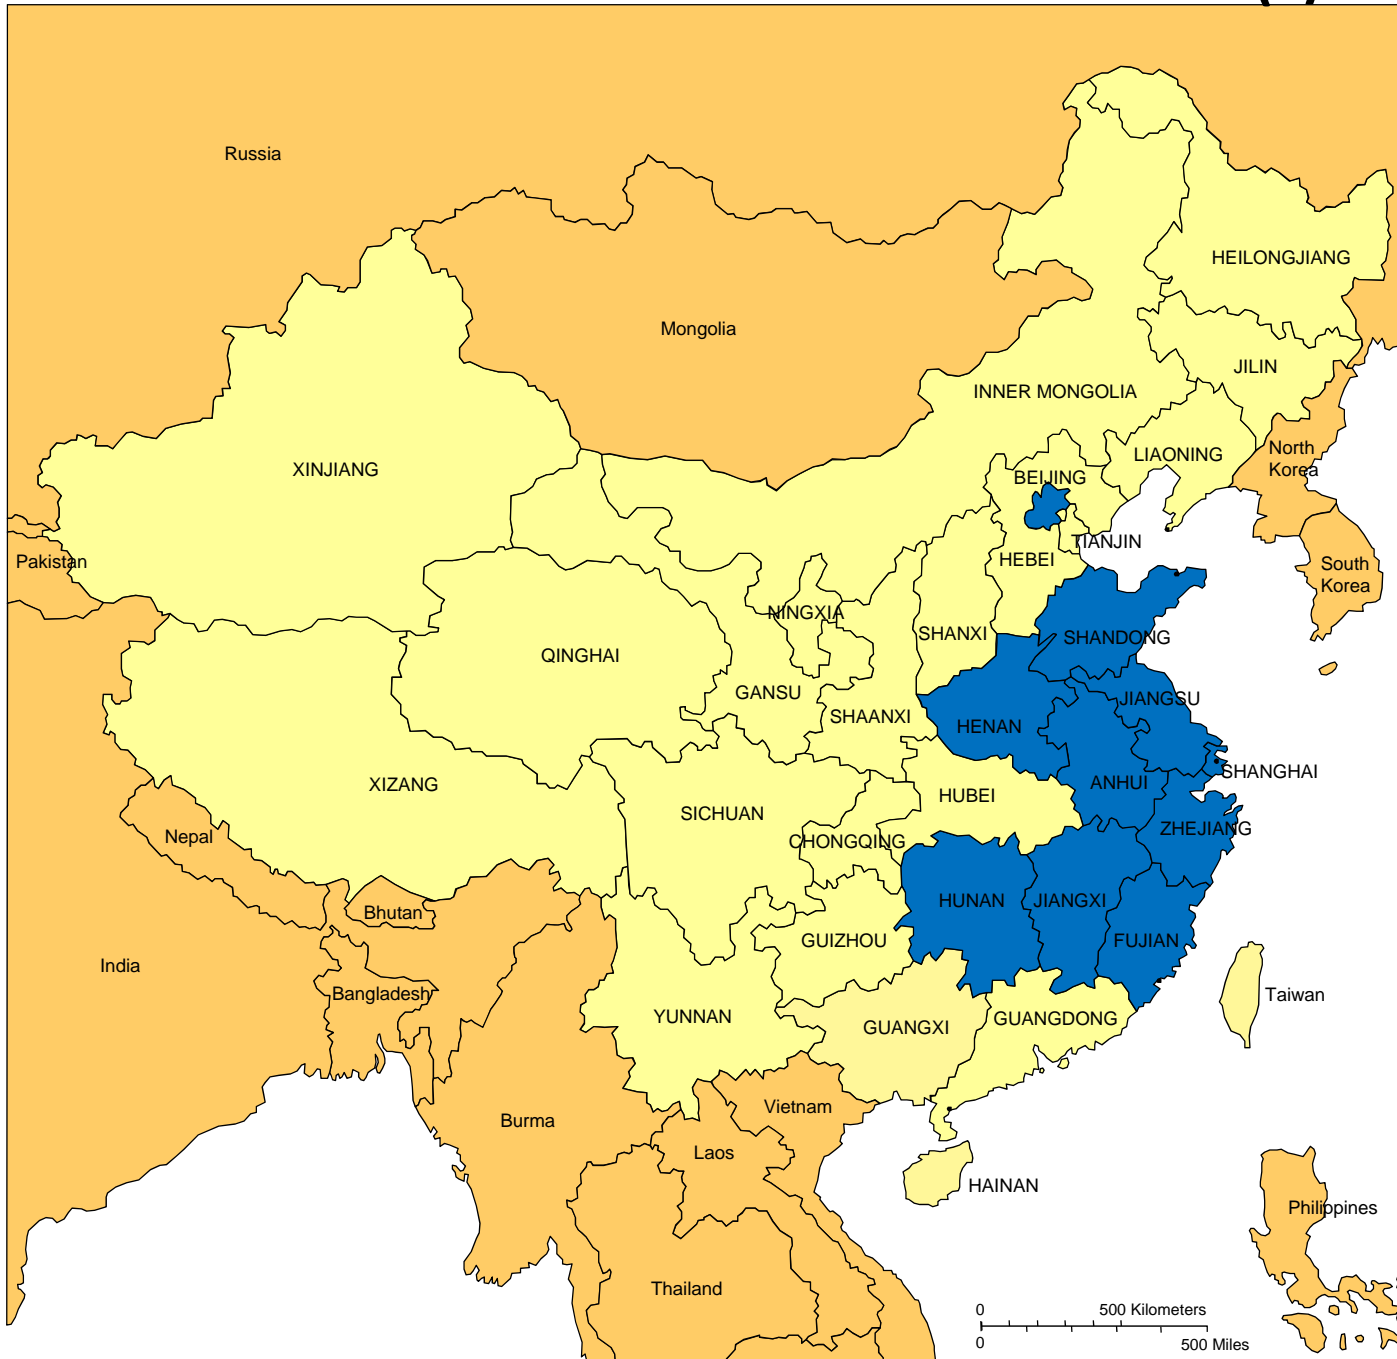 Russia
HEILONGJIANG
Mongolia
JILIN
INNER MONGOLIA
XINJIANG
LIAONING
North
Korea
BEIJING
TIANJIN
HEBEI
Pakistan
South
Korea
NINGXIA
SHANXI
SHANDONG
QINGHAI
GANSU
SHAANXI
JIANGSU
HENAN
SHANGHAI
XIZANG
ANHUI
HUBEI
SICHUAN
ZHEJIANG
Nepal
CHONGQING
HUNAN
JIANGXI
Bhutan
GUIZHOU
FUJIAN
India
Bangladesh
Taiwan
YUNNAN
GUANGXI
GUANGDONG
Vietnam
Burma
Laos
HAINAN
Philippines
Thailand
0 500 Kilometers
0 500 Miles